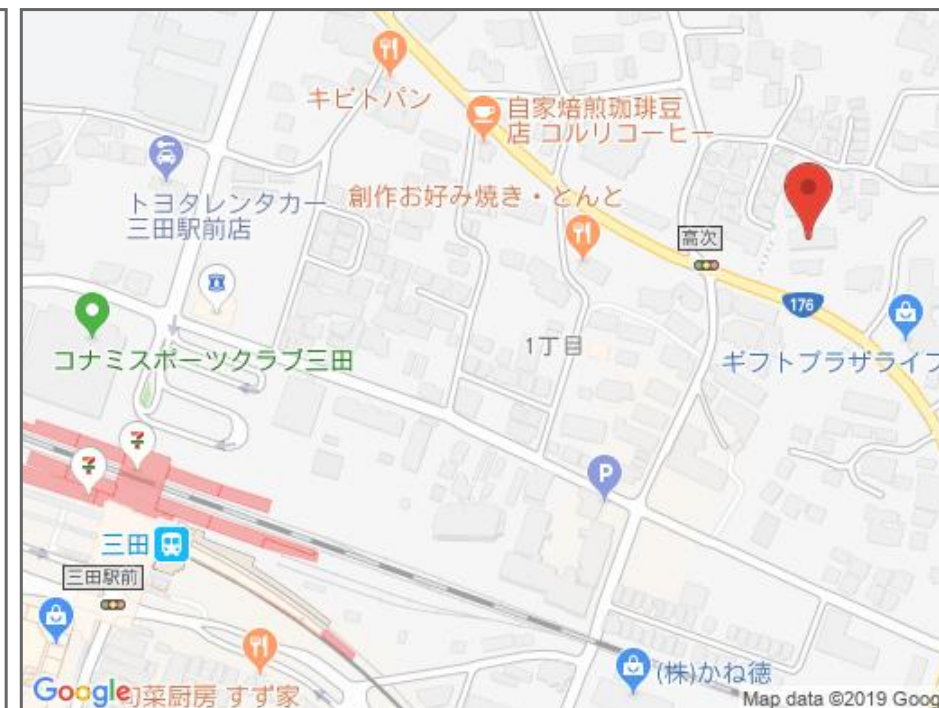 キビトパン
自家焙煎珈琲豆
店 コルリコーヒー
トヨタレンタカー
三田駅前店
創作お好み焼き・とんと
高次
176
コナミスポーツクラブ三田
1丁目
ギフトプラザライフ
P
三田
三田駅前
(株)かね徳
Google
旬菜厨房 すず家
Map data ©2019 Goog